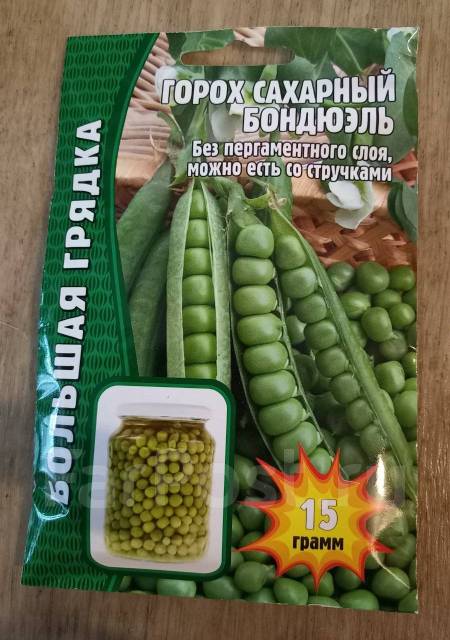 ГОРОХ САХАРНЫЙ
БОНДЮЭЛЬ
Без пергаментного слоя,
можно есть со стручками
БОЛЬШАЯ ГРЯДКА
15
грамм